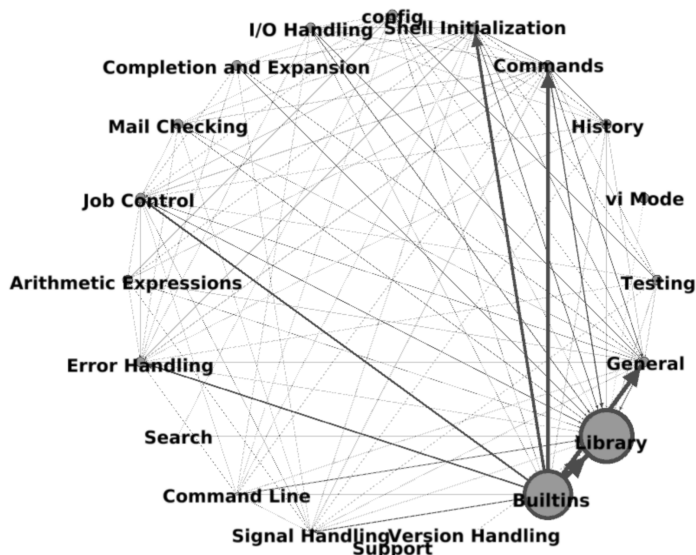 config
I/O Handling
Shell Initialization
Completion and Expansion
Commands
Mail Checking
History
Job Control
vi Mode
Arithmetic Expressions
Testing
Error Handling
General
Search
Library
Command Line
Builtins
Signal Handling
Version Handling
Support